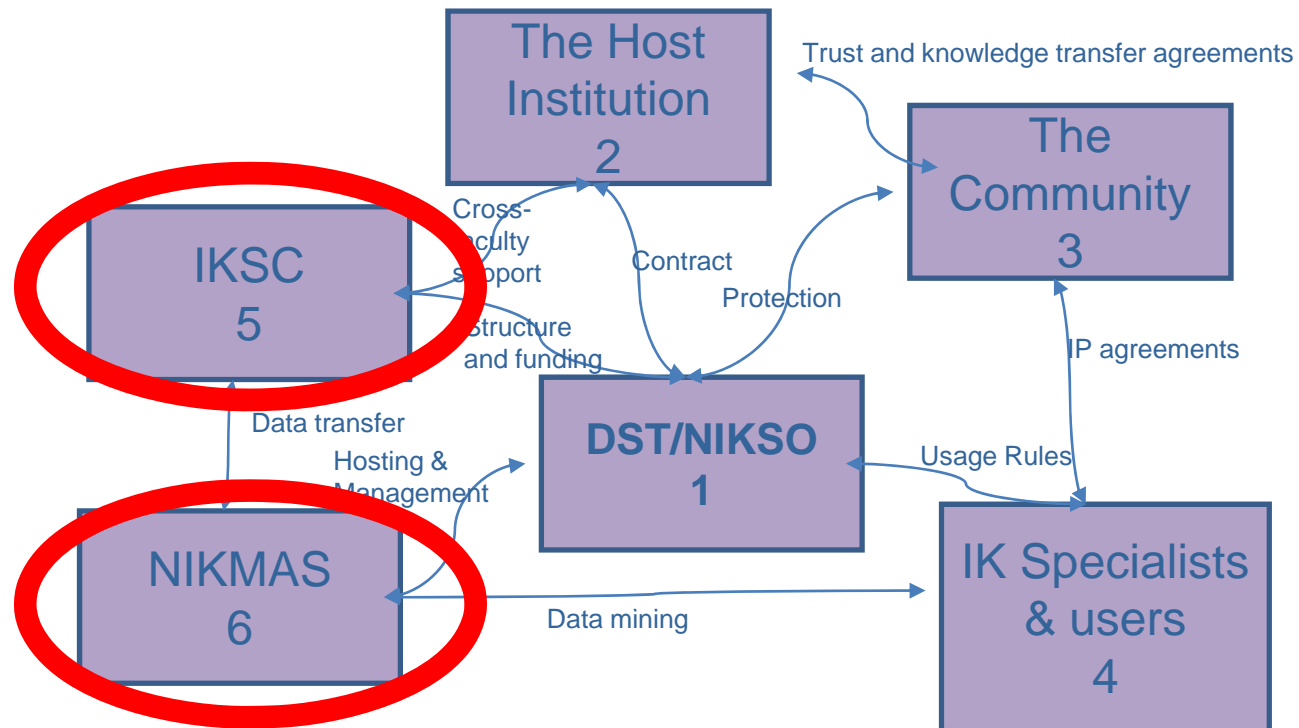 The Host
Institution
2
Trust and knowledge transfer agreements
The
Community
3
Cross-
faculty
support
IKSC
5
Contract
Protection
Structure
and funding
IP agreements
Data transfer
Hosting &
Management
DST/NIKSO
1
Usage Rules
NIKMAS
6
IK Specialists
& users
4
Data mining